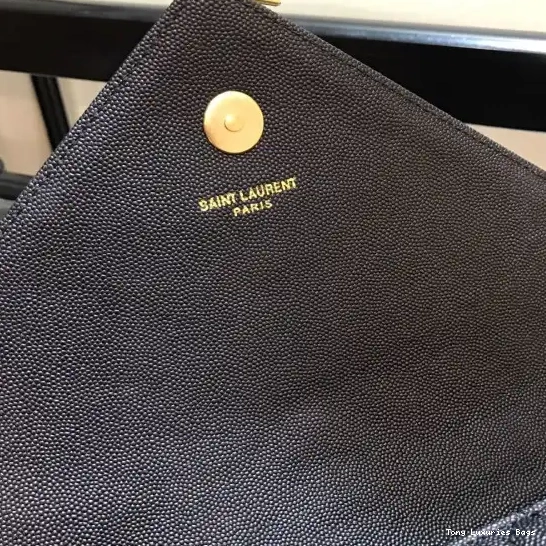 SAINT LAURENT
PARIS
Tong Luxuries Bags